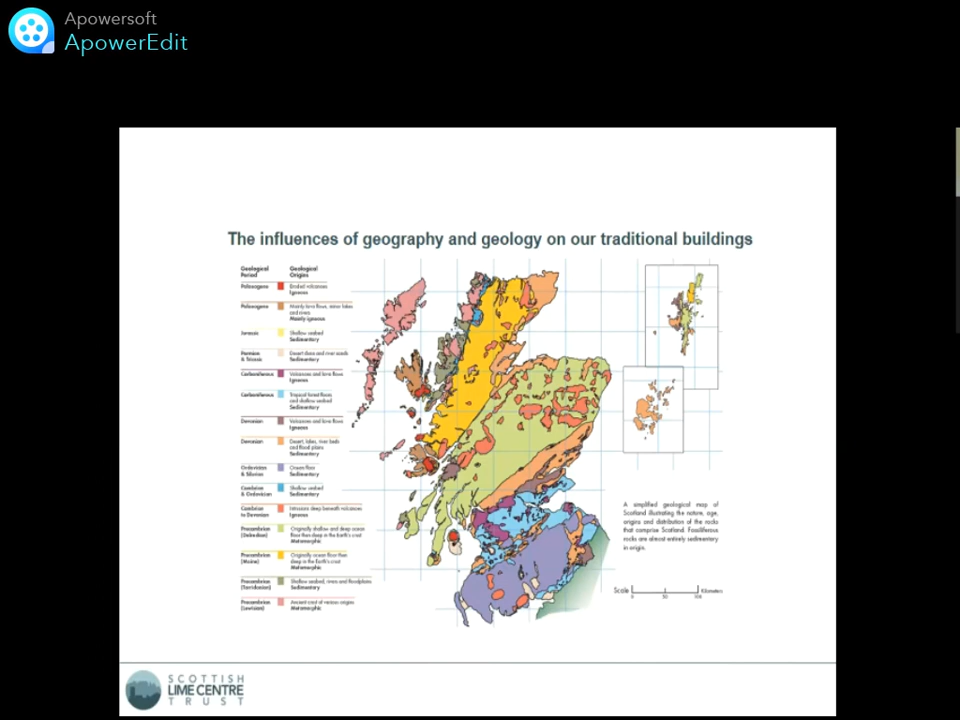 Apowersoft
ApowerEdit
The influences of geography and geology on our traditional buildings
Geological Period
Geological Origins
Palaeogene
Eroded volcanoes
Igneous
Palaeogene
Mainly lava flows, minor lakes
and rivers
Mainly igneous
Jurassic
Shallow seabed
Sedimentary
Permian
& Triassic
Desert dunes and river
Sedimentary
Carboniferous
Volcanoes and lava flows
Igneous
Carboniferous
Tropical forest floors
and shallow seabed
Sedimentary
Devonian
Volcanoes and lava flows
Igneous
Devonian
Desert, lakes, river beds
and flood plains
Sedimentary
Ordovician
& Silurian
Ocean floor
Sedimentary
Cambrian
& Ordovician
Shallow seabed
Sedimentary
Cambrian
to Devonian
Intrusions deep beneath volcanoes
Igneous
Precambrian
(Dalradian)
Originally shallow and deep ocean
floor then deep in the Earth's crust
Metamorphic
Precambrian
(Moine)
Originally ocean floor then
deep in the Earth's crust
Metamorphic
Precambrian
(Torridonian)
Shallow seabed, rivers and floodplains
Sedimentary
Precambrian
(Lewisian)
Ancient crust of various origins
Metamorphic
A simplified geological map of
Scotland illustrating the nature, age,
origins and distribution of the rocks
that comprise Scotland. Fossiliferous
rocks are almost entirely sedimentary
in origin.
Scale
Kilometers
0 50 100
SCOTTISH
LIME CENTRE
TRUST